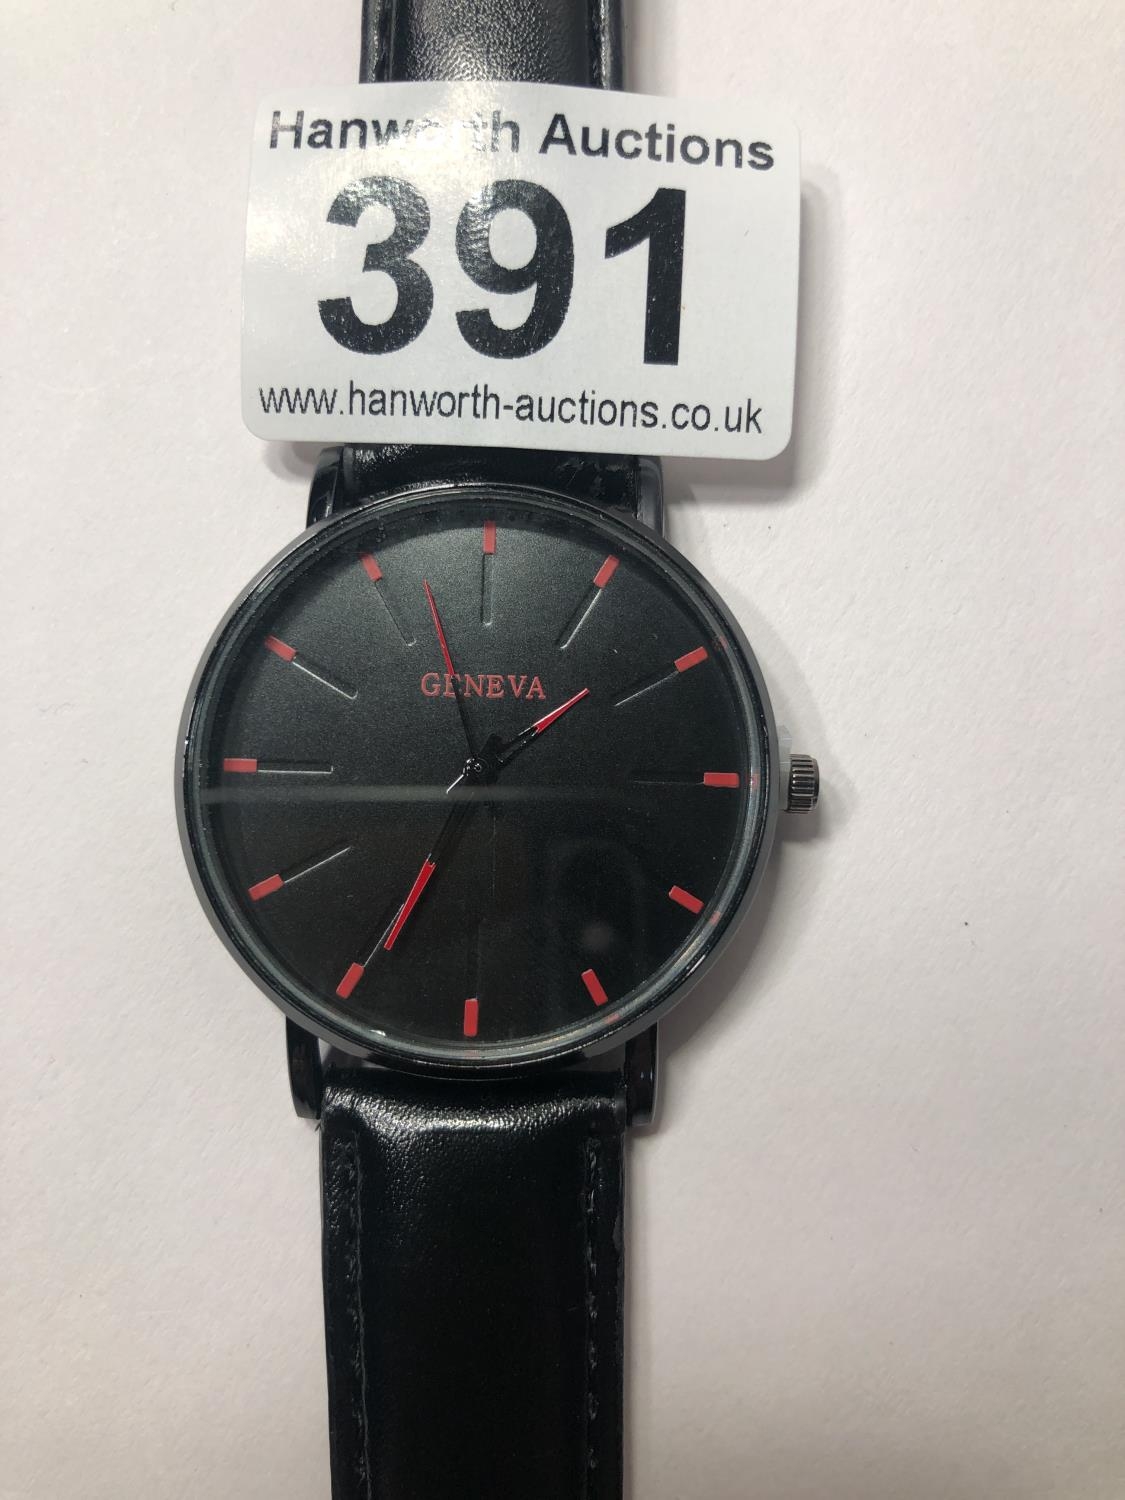 Hanworth Auctions
391
www.hanworth-auctions.co.uk
GENEVA